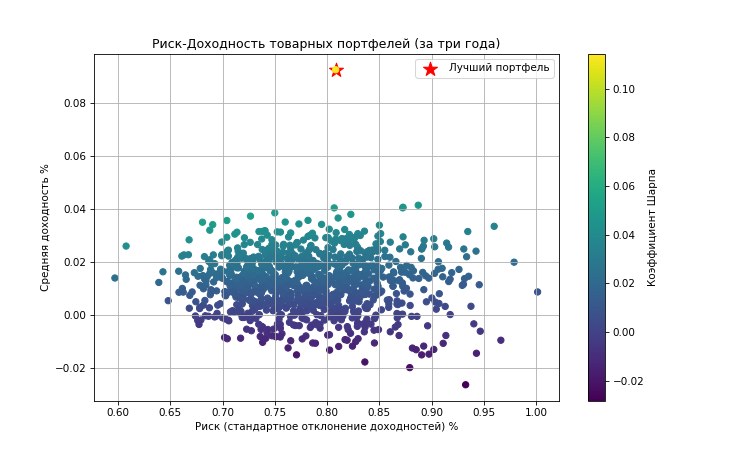 Риск-Доходность товарных портфелей (за три года)
Лучший портфель
Средняя доходность %
0.08
0.06
0.04
0.02
0.00
−0.02
0.60 0.65 0.70 0.75 0.80 0.85 0.90 0.95 1.00
Риск (стандартное отклонение доходностей) %
0.10
0.08
0.06
0.04
0.02
0.00
−0.02
Коэффициент Шарпа